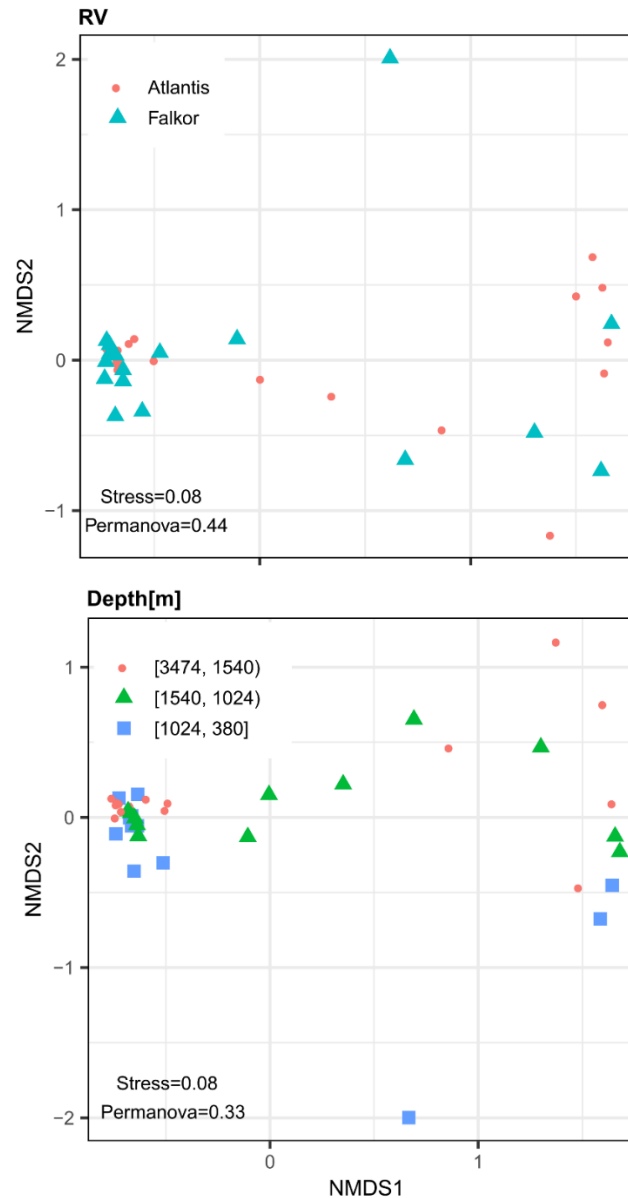 RV
2
Atlantis
Falkor
1
NMDS2
0
−1
Stress=0.08
Permanova=0.44
Depth[m]
[3474, 1540)
[1540, 1024)
[1024, 380]
1
0
NMDS2
−1
−2
Stress=0.08
Permanova=0.33
0
1
NMDS1